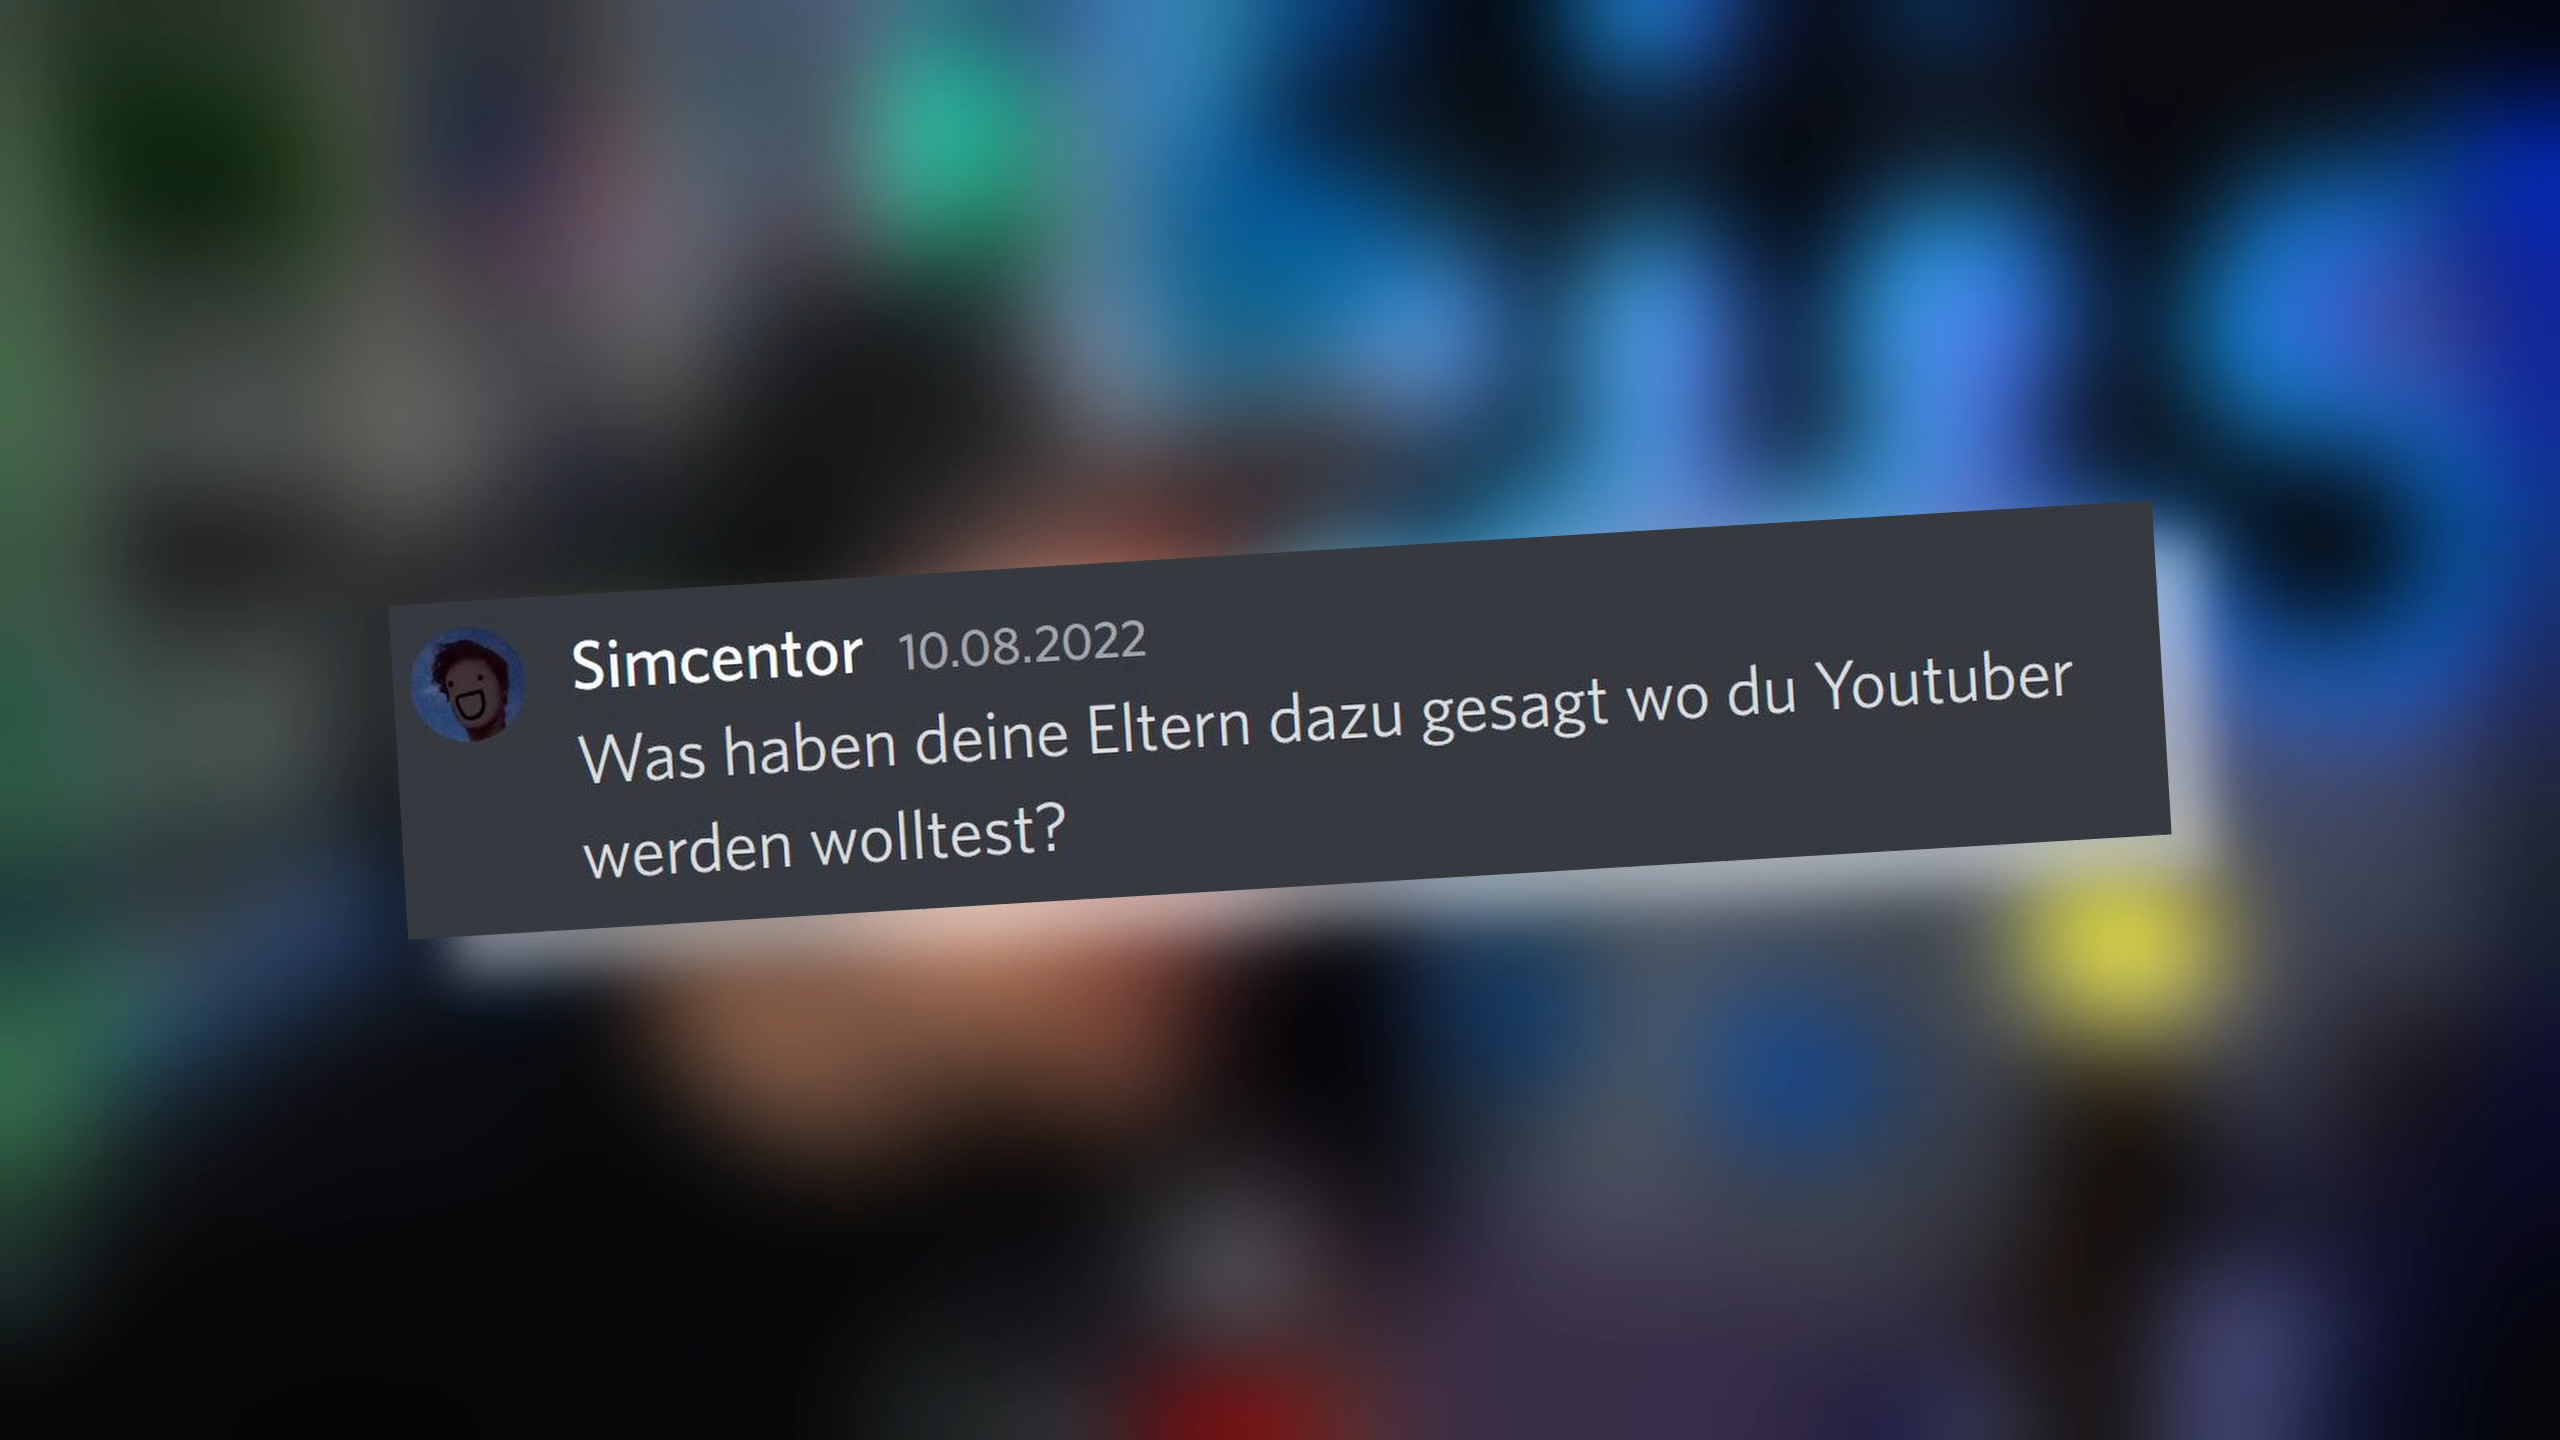 Simcentor 10.08.2022
Was haben deine Eltern dazu gesagt wo du Youtuber
werden wolltest?